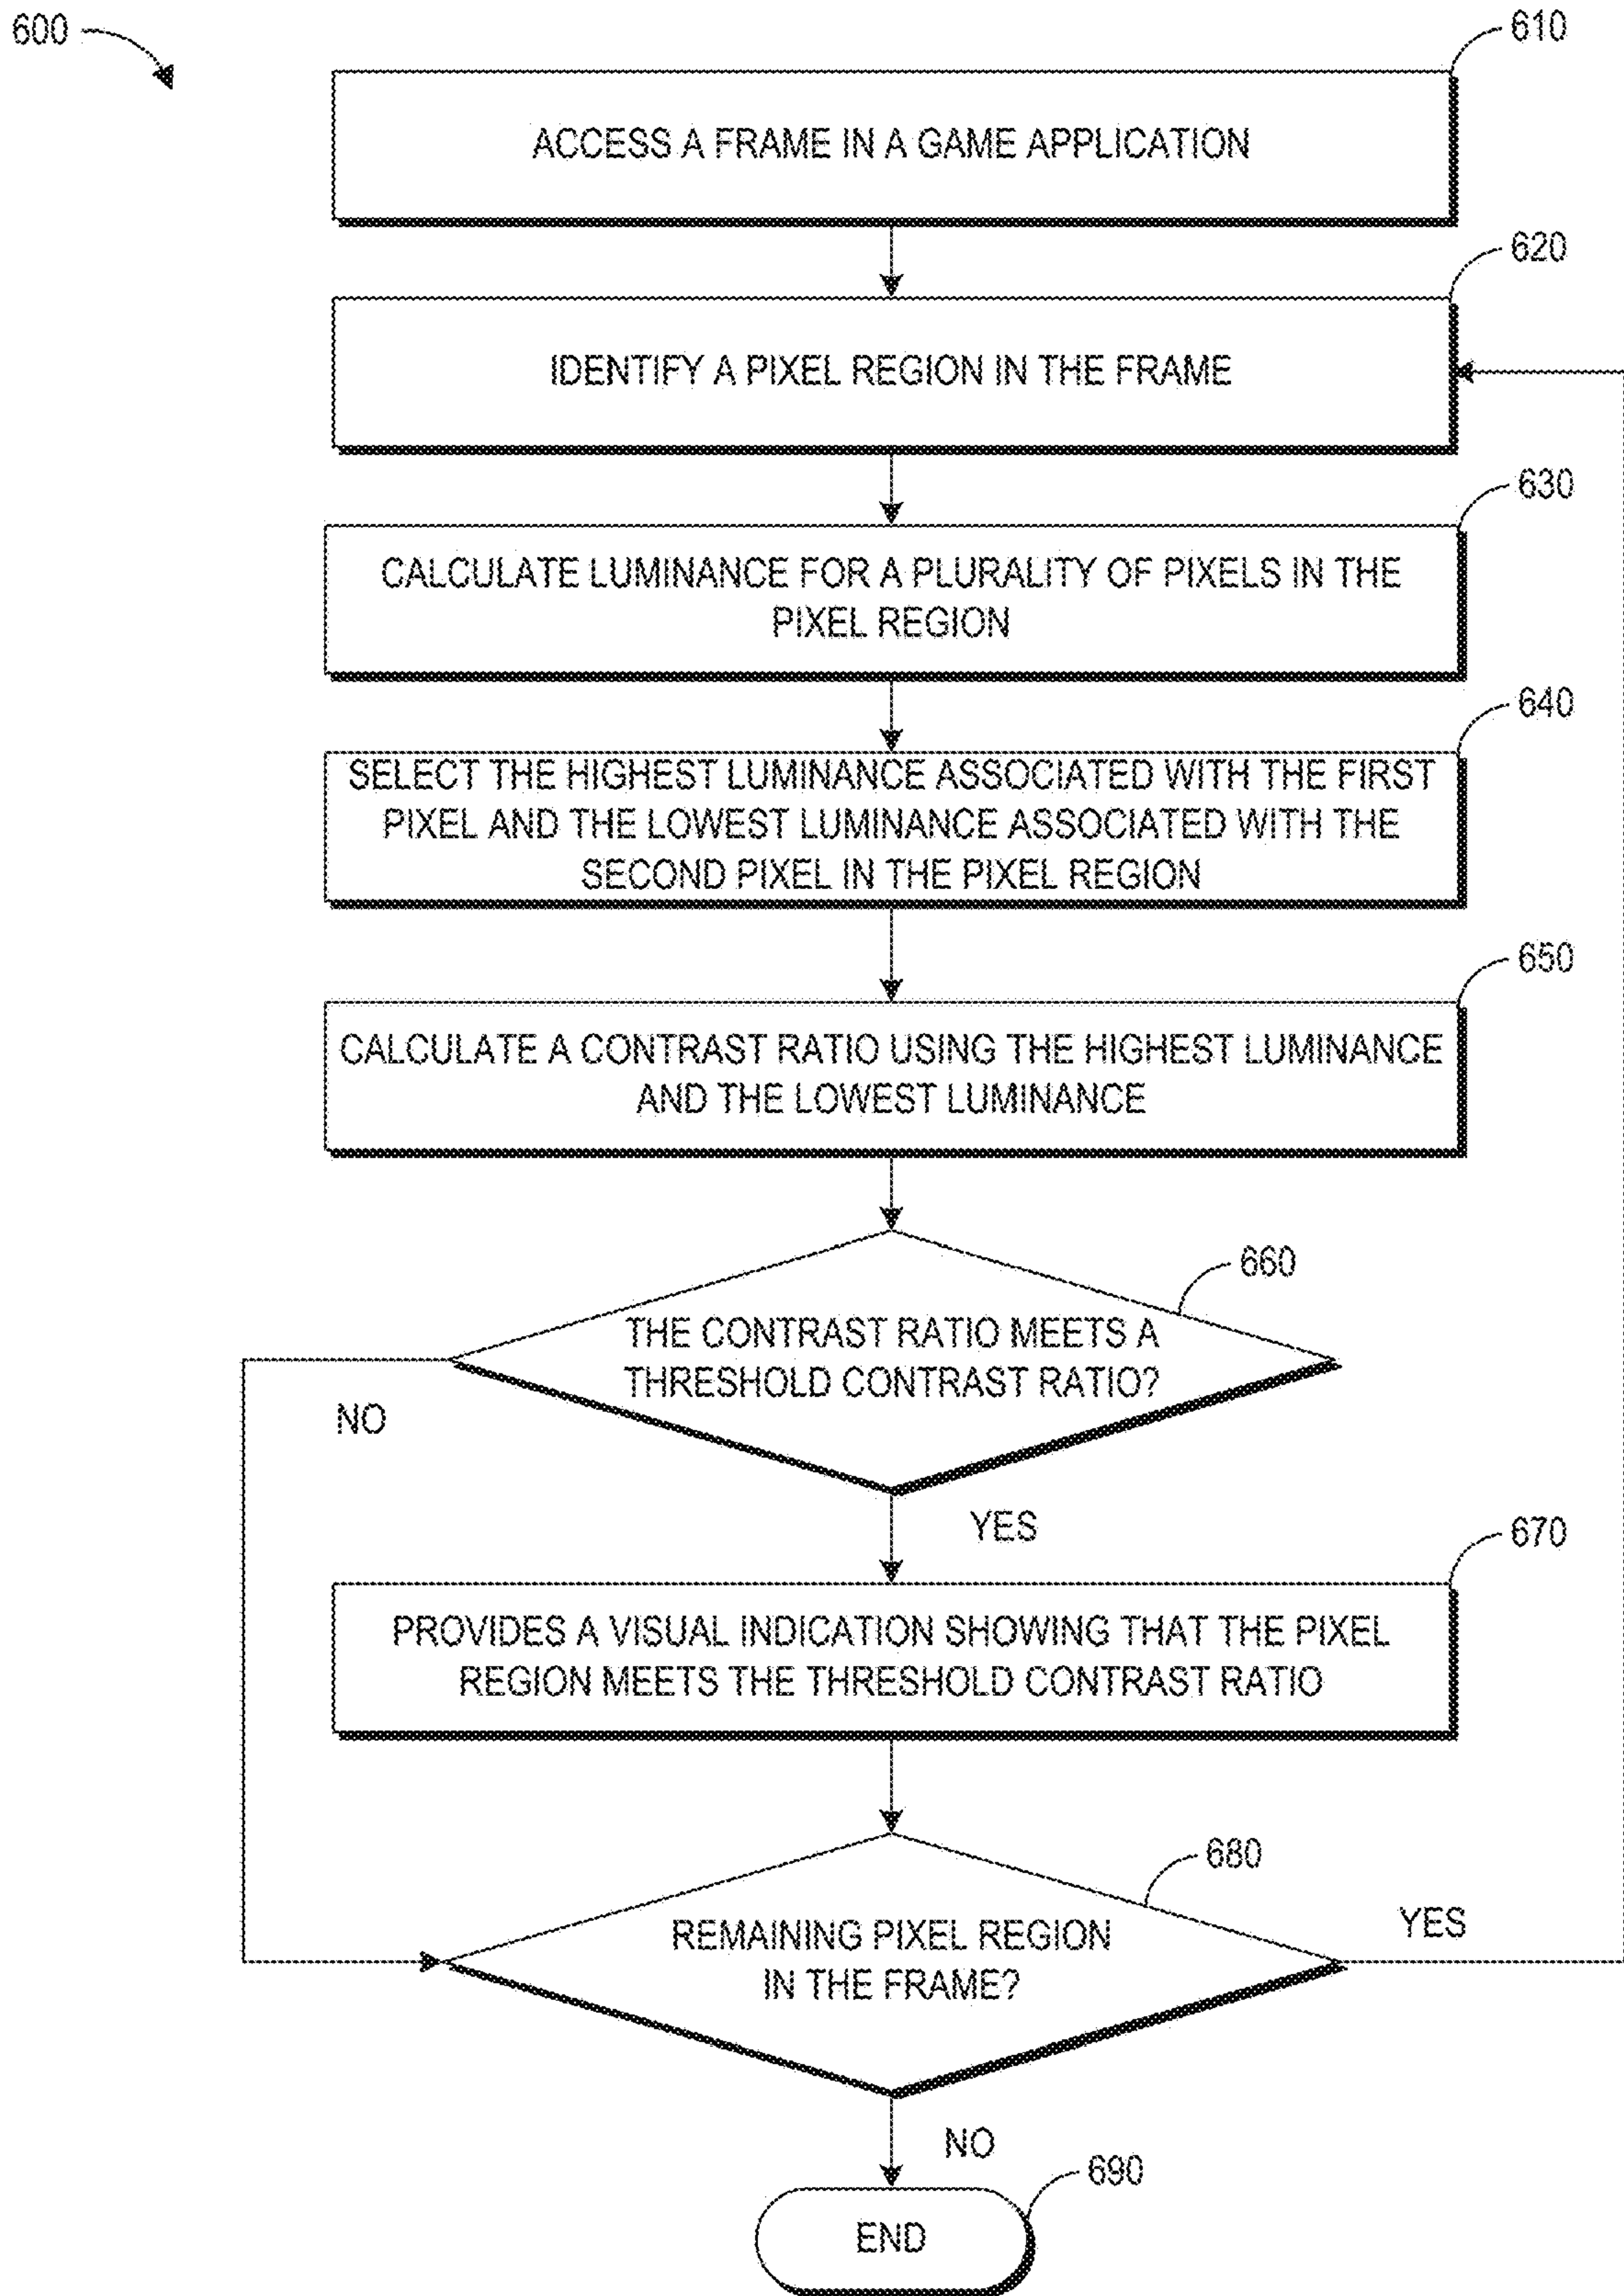 600
610
ACCESS A FRAME IN A GAME APPLICATION
620
IDENTIFY A PIXEL REGION IN THE FRAME
630
CALCULATE LUMINANCE FOR A PLURALITY OF PIXELS IN THE
PIXEL REGION
640
SELECT THE HIGHEST LUMINANCE ASSOCIATED WITH THE FIRST
PIXEL AND THE LOWEST LUMINANCE ASSOCIATED WITH THE
SECOND PIXEL IN THE PIXEL REGION
650
CALCULATE A CONTRAST RATIO USING THE HIGHEST LUMINANCE
AND THE LOWEST LUMINANCE
660
THE CONTRAST RATIO MEETS A
THRESHOLD CONTRAST RATIO?
NO
YES
670
PROVIDES A VISUAL INDICATION SHOWING THAT THE PIXEL
REGION MEETS THE THRESHOLD CONTRAST RATIO
680
REMAINING PIXEL REGION
IN THE FRAME?
YES
NO
690
END